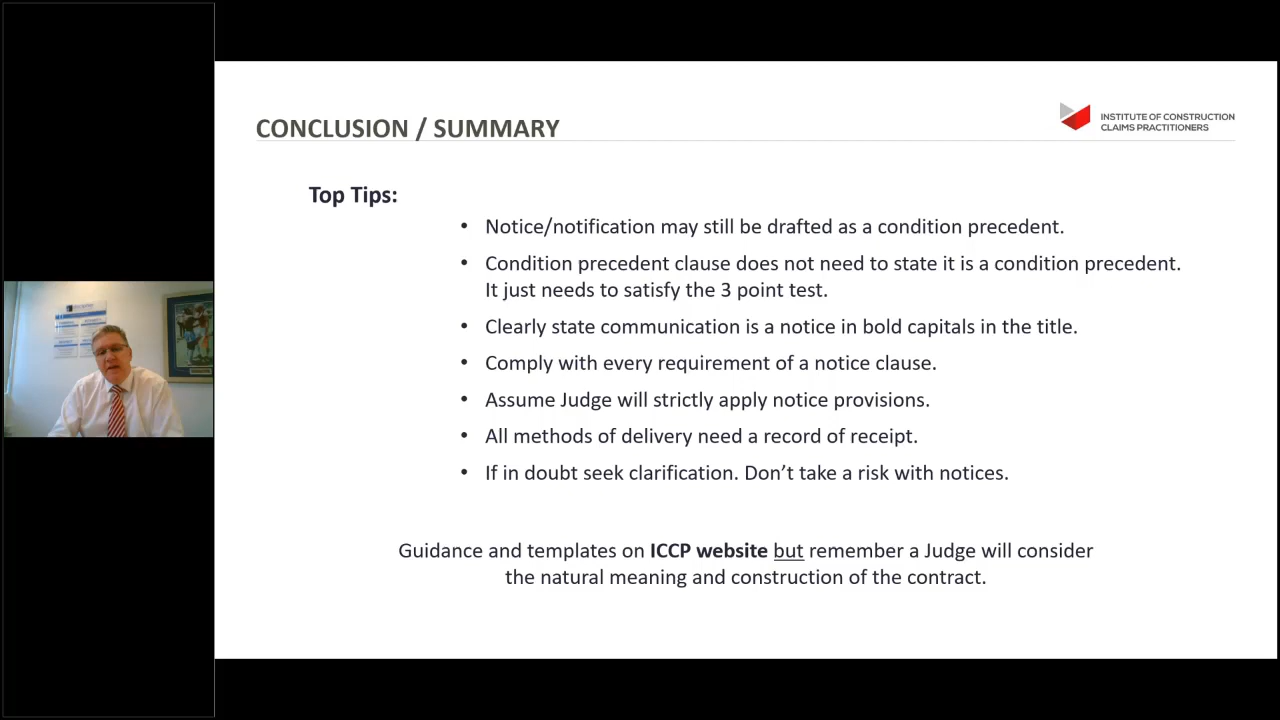 CONCLUSION / SUMMARY
INSTITUTE OF CONSTRUCTION
CLAIMS PRACTITIONERS
Top Tips:
• Notice/notification may still be drafted as a condition precedent.
• Condition precedent clause does not need to state it is a condition precedent.
It just needs to satisfy the 3 point test.
• Clearly state communication is a notice in bold capitals in the title.
• Comply with every requirement of a notice clause.
• Assume Judge will strictly apply notice provisions.
• All methods of delivery need a record of receipt.
• If in doubt seek clarification. Don’t take a risk with notices.
Guidance and templates on ICCP website but remember a Judge will consider
the natural meaning and construction of the contract.